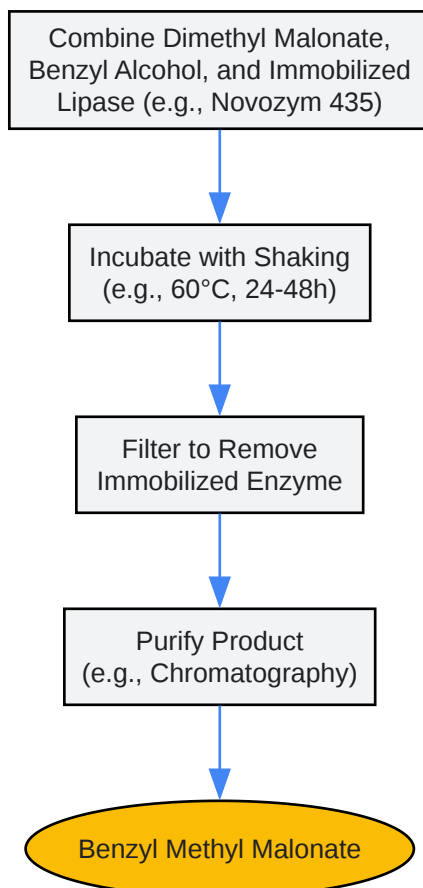 Combine Dimethyl Malonate,
Benzyl Alcohol, and Immobilized
Lipase (e.g., Novozym 435)
Incubate with Shaking
(e.g., 60°C, 24-48h)
Filter to Remove
Immobilized Enzyme
Purify Product
(e.g., Chromatography)
Benzyl Methyl Malonate